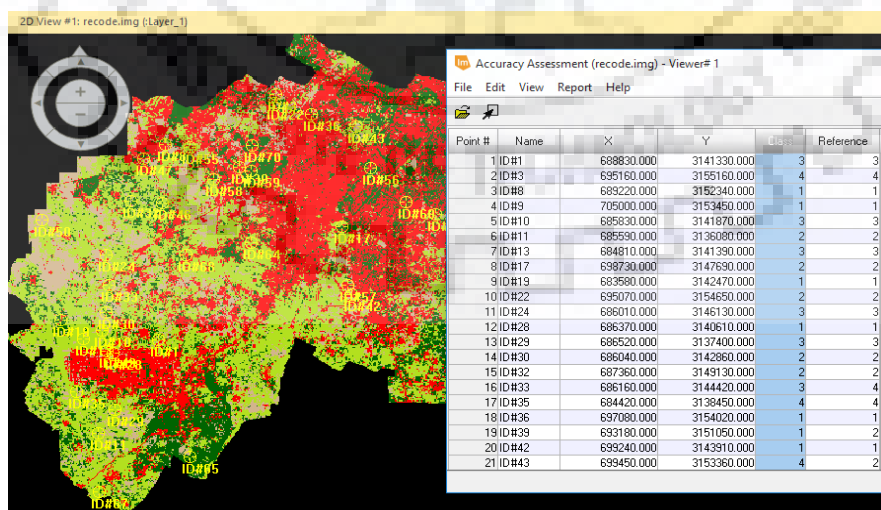 2D View #1: recode.img (:Layer_1)
Accuracy Assessment (recode.img) - Viewer# 1
File Edit View Report Help
Point # Name X Y Class Reference
1 ID#1 688830.000 3141330.000 3 3
2 ID#3 695160.000 3155160.000 4 4
3 ID#8 689220.000 3152340.000 1 1
4 ID#9 705000.000 3153450.000 1 1
5 ID#10 685830.000 3141870.000 3 3
6 ID#11 685590.000 3136080.000 2 2
7 ID#13 684810.000 3141390.000 3 3
8 ID#17 698730.000 3147690.000 2 2
9 ID#19 683580.000 3142470.000 1 1
10 ID#22 695070.000 3154650.000 2 2
11 ID#24 686010.000 3146130.000 3 3
12 ID#28 686370.000 3140610.000 1 1
13 ID#29 686520.000 3137400.000 3 3
14 ID#30 686040.000 3142860.000 2 2
15 ID#32 687360.000 3149130.000 2 2
16 ID#33 686160.000 3144420.000 3 4
17 ID#35 684420.000 3138450.000 4 4
18 ID#36 697080.000 3154020.000 1 1
19 ID#39 693180.000 3151050.000 1 2
20 ID#42 699240.000 3143910.000 1 1
21 ID#43 699450.000 3153360.000 4 2
ID#36
ID#43
ID#70
ID#56
ID#58
ID#46
ID#17
ID#50
ID#57
ID#42
ID#65
ID#67